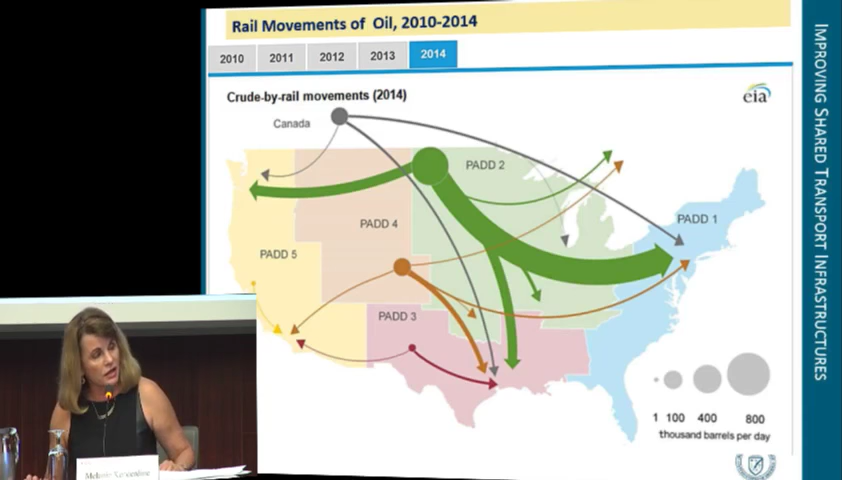 Rail Movements of Oil, 2010-2014
2010 2011 2012 2013 2014
Crude-by-rail movements (2014)
eia
Canada
PADD 2
PADD 1
PADD 4
PADD 5
PADD 3
1 100 400 800
thousand barrels per day
IMPROVING SHARED TRANSPORT INFRASTRUCTURES